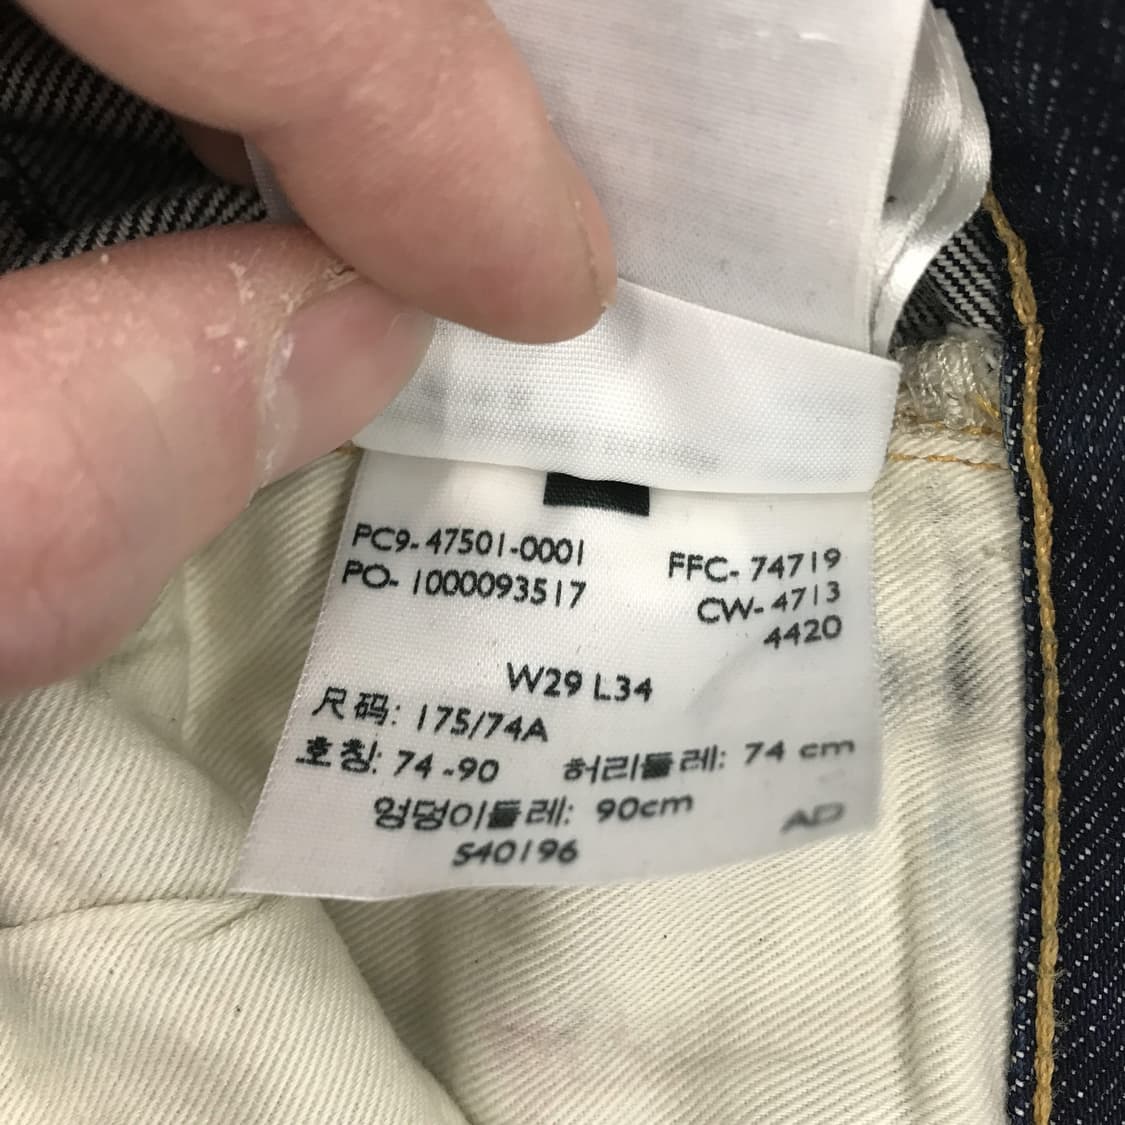 PC9-47501-0001
PO-1000093517
FFC-74719
CW-4713
4420
W29 L34
尺码: 175/74A
호칭: 74-90 허리둘레: 74 cm
엉덩이둘레: 90cm
AD
S40196